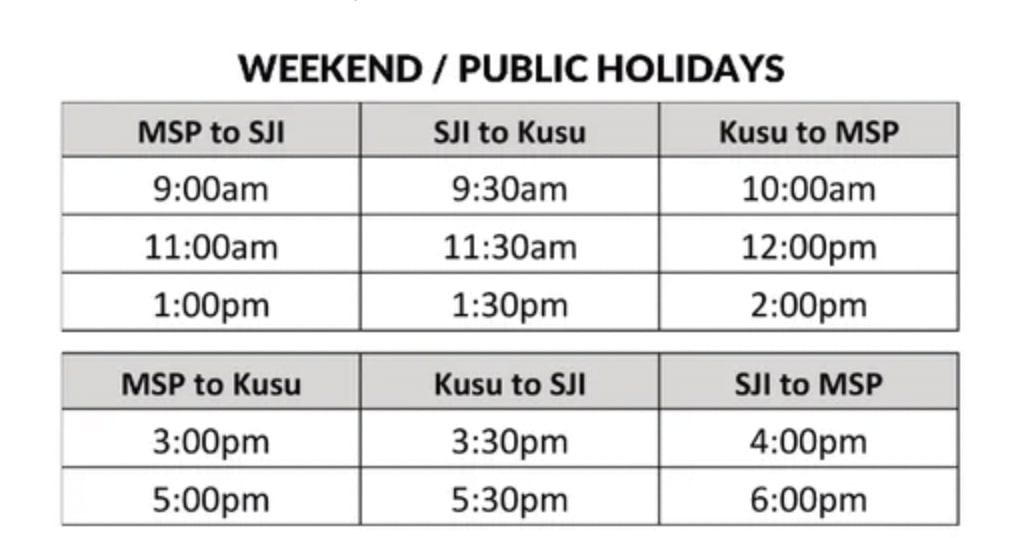 WEEKEND / PUBLIC HOLIDAYS
MSP to SJI SJI to Kusu Kusu to MSP
9:00am 9:30am 10:00am
11:00am 11:30am 12:00pm
1:00pm 1:30pm 2:00pm
MSP to Kusu Kusu to SJI SJI to MSP
3:00pm 3:30pm 4:00pm
5:00pm 5:30pm 6:00pm